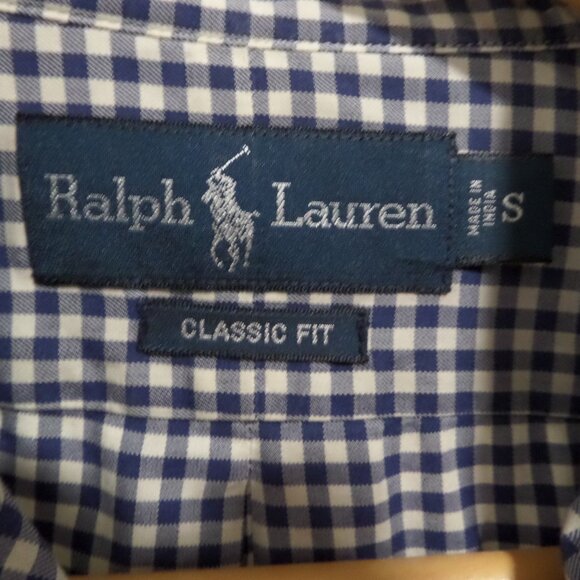 Ralph Lauren
MADE IN
INDIA
S
CLASSIC FIT